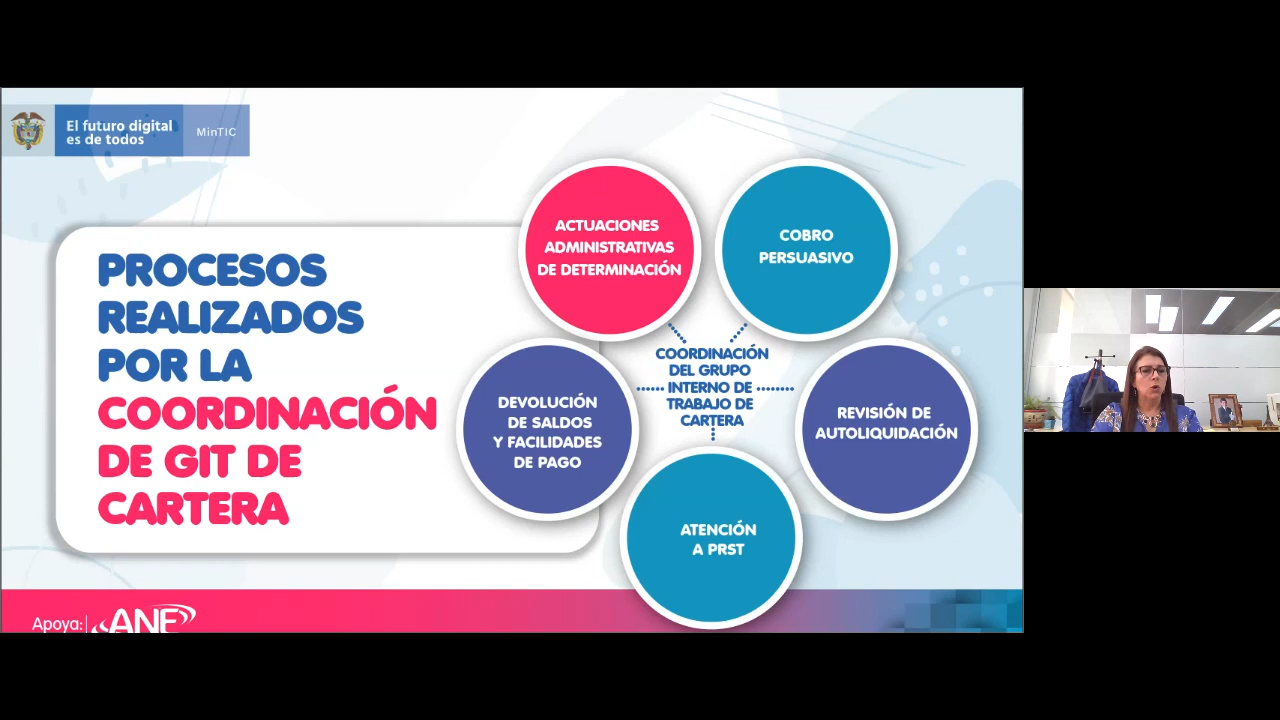 El futuro digital
es de todos
MinTIC
PROCESOS
REALIZADOS
POR LA
COORDINACIÓN
DE GIT DE
CARTERA
ACTUACIONES
ADMINISTRATIVAS
DE DETERMINACIÓN
COBRO
PERSUASIVO
COORDINACIÓN
DEL GRUPO
INTERNO DE
TRABAJO DE
CARTERA
DEVOLUCIÓN
DE SALDOS
Y FACILIDADES
DE PAGO
REVISIÓN DE
AUTOLIQUIDACIÓN
ATENCIÓN
A PRST
Apoya:
ANE